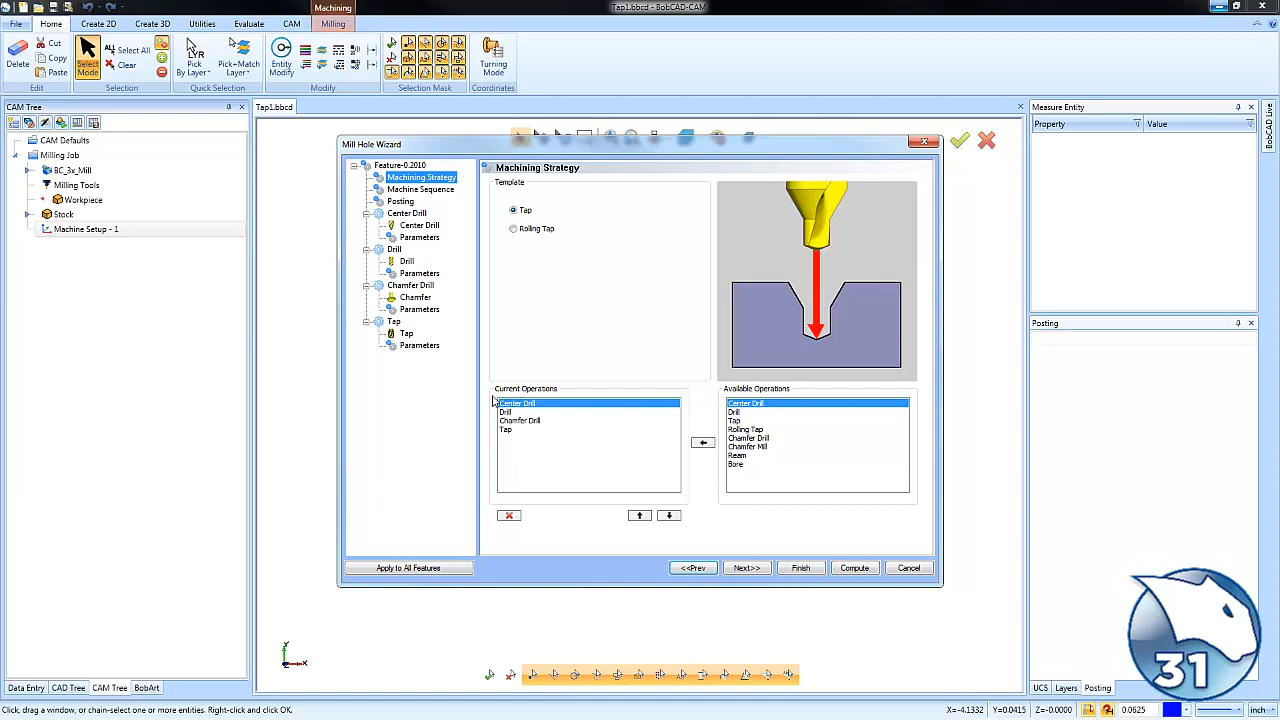 Machining
Tap1.bbcd - BobCAD-CAM
File
Home
Create 2D
Create 3D
Utilities
Evaluate
CAM
Milling
Delete
Cut
Copy
Paste
Select Mode
Select All
Clear
Pick By Layer
Pick+Match Layer
Entity Modify
Turning Mode
Edit
Selection
Quick Selection
Modify
Selection Mask
Coordinates
CAM Tree
CAM Defaults
Milling Job
BC_3x_Mill
Milling Tools
Workpiece
Stock
Machine Setup - 1
Tap1.bbcd
Mill Hole Wizard
Feature-0.2010
Machining Strategy
Machine Sequence
Posting
Center Drill
Center Drill
Parameters
Drill
Drill
Parameters
Chamfer Drill
Chamfer
Parameters
Tap
Tap
Parameters
Machining Strategy
Template
Tap
Rolling Tap
Current Operations
Center Drill
Drill
Chamfer Drill
Tap
Available Operations
Center Drill
Drill
Tap
Rolling Tap
Chamfer Drill
Chamfer Mill
Ream
Bore
Apply to All Features
<<Prev
Next>>
Finish
Compute
Cancel
Measure Entity
Property
Value
BobCAD Live
Posting
31
Y
X
Data Entry
CAD Tree
CAM Tree
BobArt
UCS
Layers
Posting
Click, drag a window, or chain-select one or more entities. Right-click and click OK.
X=-4.1332
Y=0.0415
Z=-0.0000
0.0625
inch